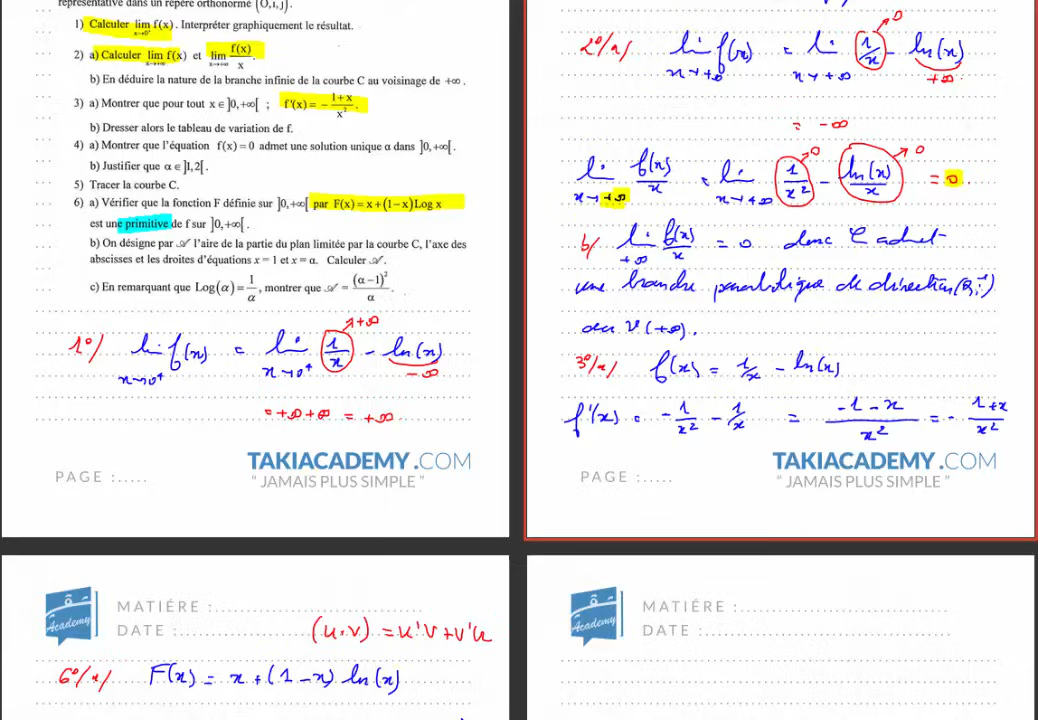 représentative dans un repère orthonormé (O,i,j).
1) Calculer lim f(x). Interpréter graphiquement le résultat.
x→0⁺
2) a) Calculer lim f(x) et lim f(x)/x.
x→+∞ x→+∞
b) En déduire la nature de la branche infinie de la courbe C au voisinage de +∞.
3) a) Montrer que pour tout x∈]0,+∞[ ; f'(x) = − (1+x)/x².
b) Dresser alors le tableau de variation de f.
4) a) Montrer que l'équation f(x)=0 admet une solution unique α dans ]0,+∞[.
b) Justifier que α∈]1,2[.
5) Tracer la courbe C.
6) a) Vérifier que la fonction F définie sur ]0,+∞[ par F(x)=x+(1−x)Log x
est une primitive de f sur ]0,+∞[.
b) On désigne par 𝒜 l'aire de la partie du plan limitée par la courbe C, l'axe des
abscisses et les droites d'équations x=1 et x=α. Calculer 𝒜.
c) En remarquant que Log(α)=1/α, montrer que 𝒜=(α−1)²/α.
→+∞
1°/ lim f(x) = lim 1/x − ln(x)
x→0⁺ x→0⁺ −∞
= +∞ +∞ = +∞
TAKIACADEMY.COM
PAGE :..... "JAMAIS PLUS SIMPLE"
→0
2°/a/ lim f(x) = lim 1/x − ln(x)
x→+∞ x→+∞ +∞
= −∞
→0 →0
lim f(x)/x = lim 1/x² − ln(x)/x = 0
x→+∞ x→+∞
b/ lim f(x)/x = 0 donc C admet
+∞
une branche parabolique de direction (O,i)
au V(+∞).
3°/a/ f(x) = 1/x − ln(x)
f'(x) = −1/x² − 1/x = (−1−x)/x² = −(1+x)/x²
TAKIACADEMY.COM
PAGE :..... "JAMAIS PLUS SIMPLE"
Academy
MATIÉRE :
DATE : (u.v) = u'v+v'u
6°/a/ F(x) = x+(1−x) ln(x)
Academy
MATIÉRE :
DATE :